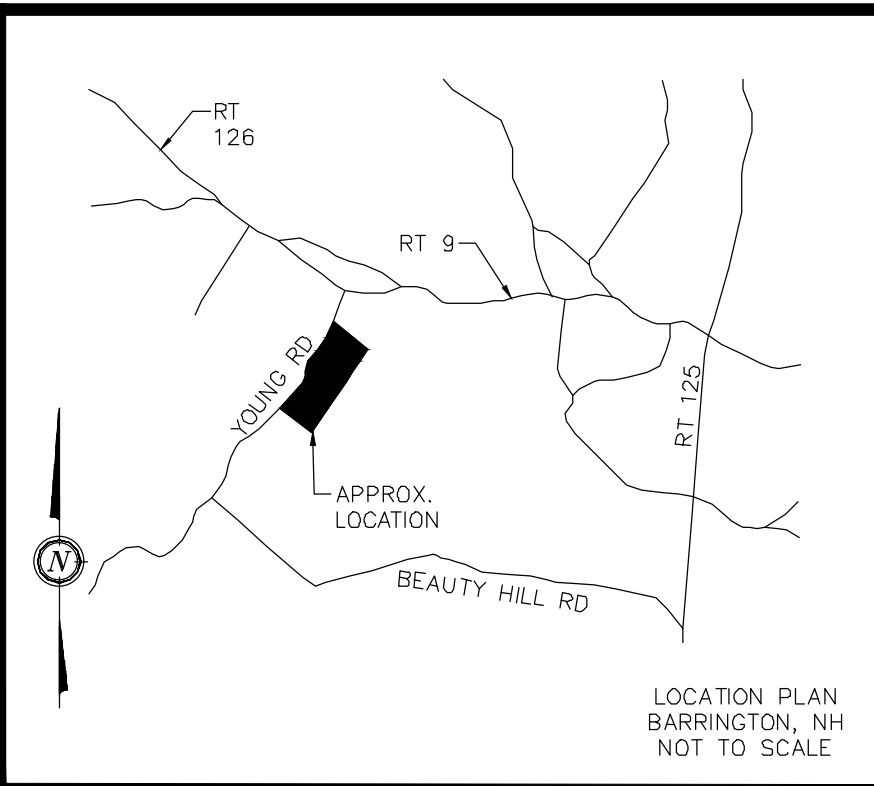 RT
126
RT 9
YOUNG RD
RT 125
APPROX.
LOCATION
N
BEAUTY HILL RD
LOCATION PLAN
BARRINGTON, NH
NOT TO SCALE